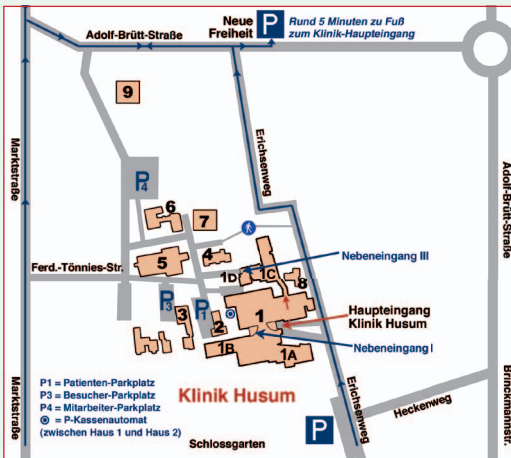 Neue
Freiheit
P
Rund 5 Minuten zu Fuß
zum Klinik-Haupteingang
Adolf-Brütt-Straße
9
Marktstraße
Erichsenweg
Adolf-Brütt-Straße
P4
6
7
5
4
Nebeneingang III
Ferd.-Tönnies-Str.
1D
1C
8
P3
P1
3
2
1
Haupteingang
Klinik Husum
1B
1A
Nebeneingang I
Marktstraße
P1 = Patienten-Parkplatz
P3 = Besucher-Parkplatz
P4 = Mitarbeiter-Parkplatz
= P-Kassenautomat
(zwischen Haus 1 und Haus 2)
Klinik Husum
Schlossgarten
P
Erichsenweg
Heckenweg
Brinckmannstr.